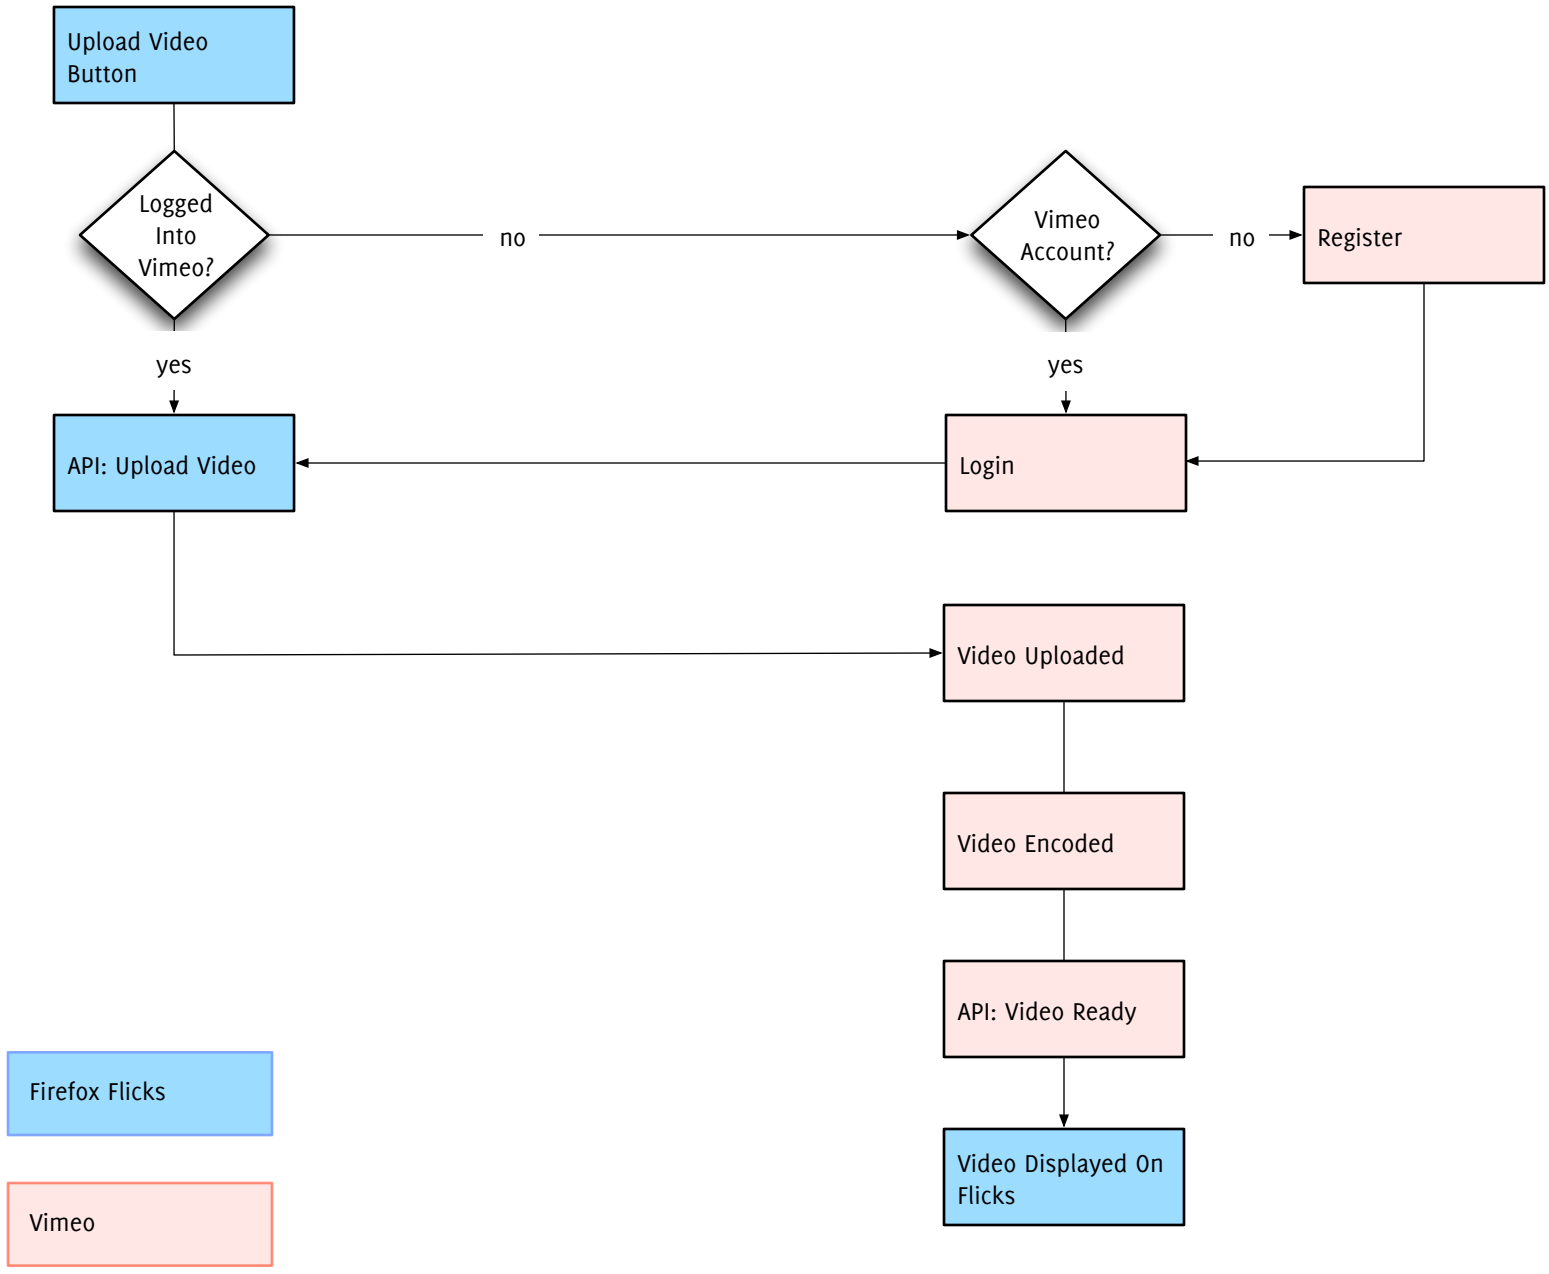 Upload Video
Button
Logged
Into
Vimeo?
no
Vimeo
Account?
no
Register
yes
yes
API: Upload Video
Login
Video Uploaded
Video Encoded
API: Video Ready
Firefox Flicks
Video Displayed On
Flicks
Vimeo